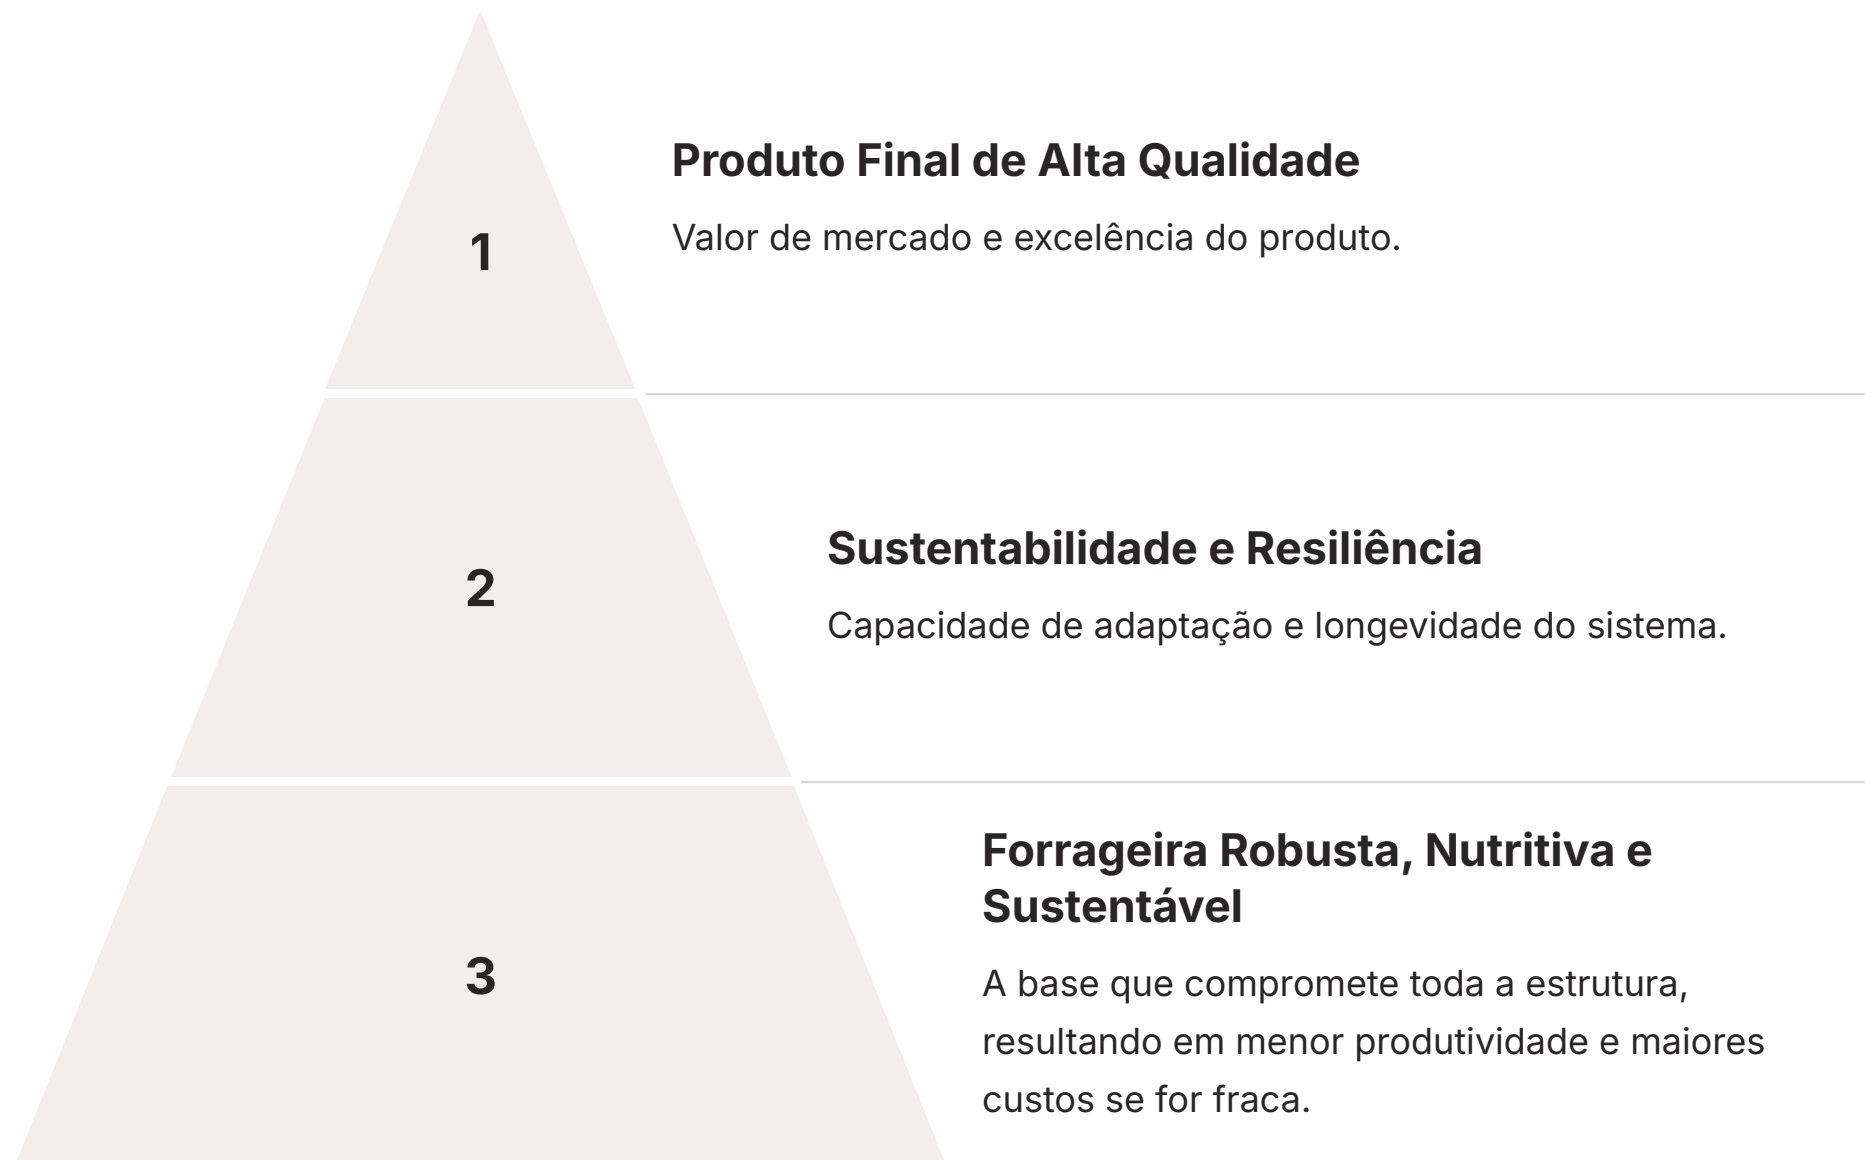 1
Produto Final de Alta Qualidade
Valor de mercado e excelência do produto.
2
Sustentabilidade e Resiliência
Capacidade de adaptação e longevidade do sistema.
3
Forrageira Robusta, Nutritiva e
Sustentável
A base que compromete toda a estrutura,
resultando em menor produtividade e maiores
custos se for fraca.